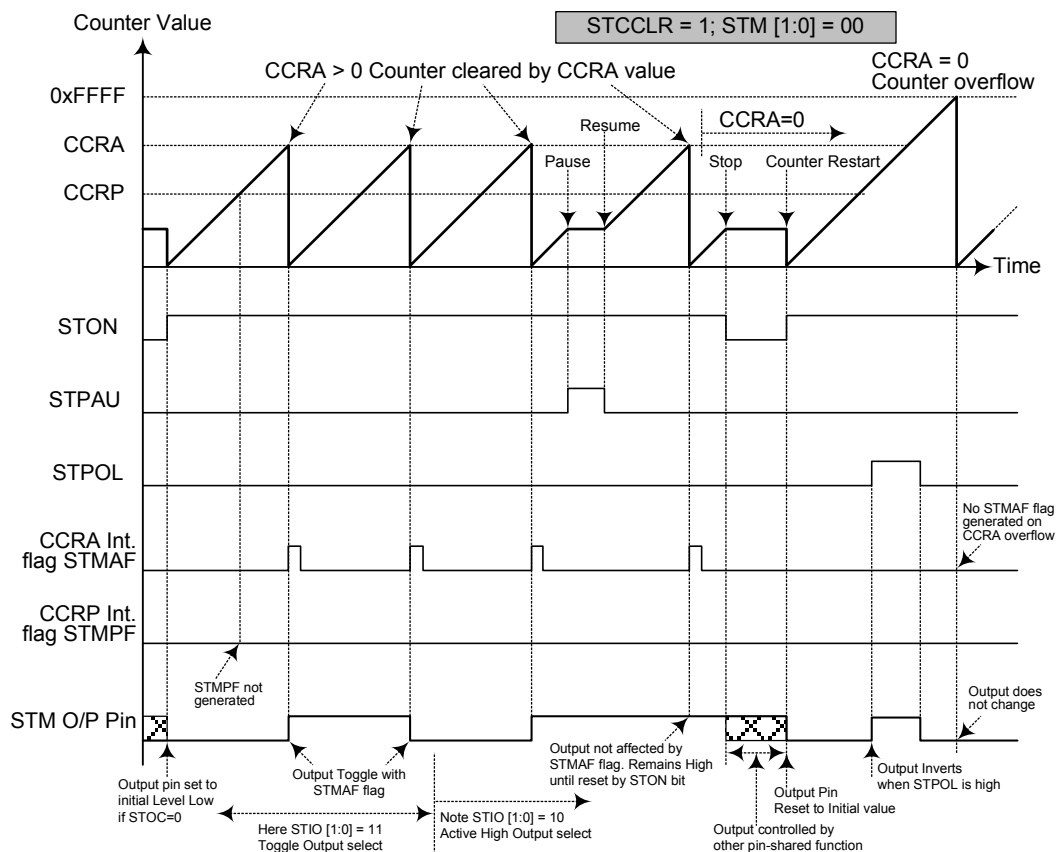 Counter Value
STCCLR = 1; STM [1:0] = 00
CCRA > 0 Counter cleared by CCRA value
CCRA = 0
Counter overflow
0xFFFF
CCRA
CCRP
Resume
CCRA=0
Pause
Stop
Counter Restart
Time
STON
STPAU
STPOL
No STMAF flag
generated on
CCRA overflow
CCRA Int.
flag STMAF
CCRP Int.
flag STMPF
STMPF not
generated
STM O/P Pin
Output does
not change
Output pin set to
initial Level Low
if STOC=0
Output Toggle with
STMAF flag
Output not affected by
STMAF flag. Remains High
until reset by STON bit
Output Inverts
when STPOL is high
Output Pin
Reset to Initial value
Here STIO [1:0] = 11
Toggle Output select
Note STIO [1:0] = 10
Active High Output select
Output controlled by
other pin-shared function